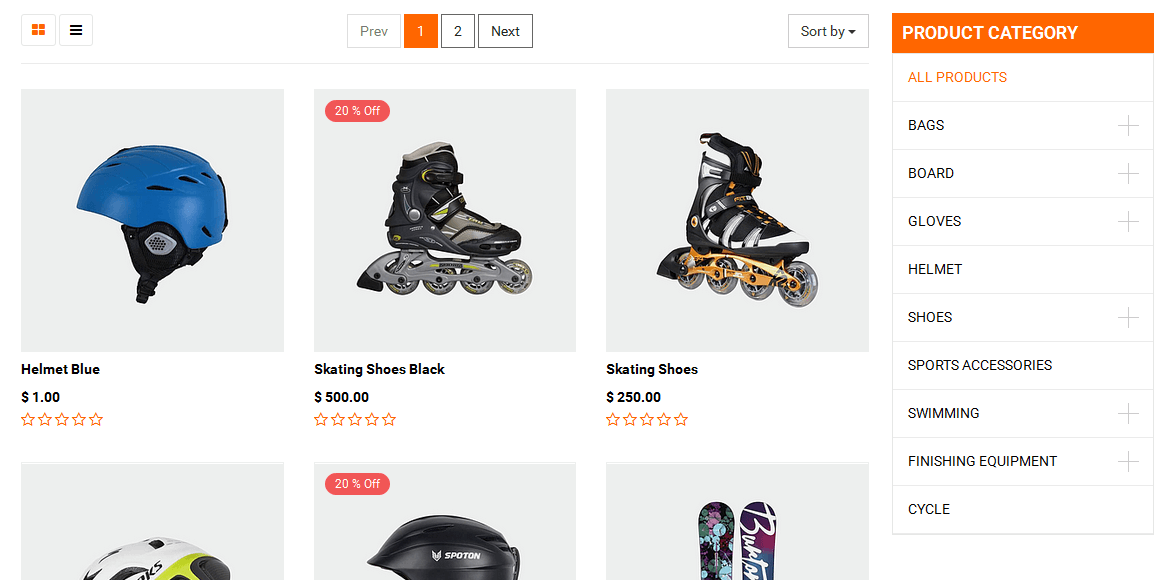 Prev 1 2 Next
Sort by
20 % Off
Helmet Blue
$ 1.00
Skating Shoes Black
$ 500.00
Skating Shoes
$ 250.00
20 % Off
SPOTON
Burton
PRODUCT CATEGORY
ALL PRODUCTS
BAGS
BOARD
GLOVES
HELMET
SHOES
SPORTS ACCESSORIES
SWIMMING
FINISHING EQUIPMENT
CYCLE